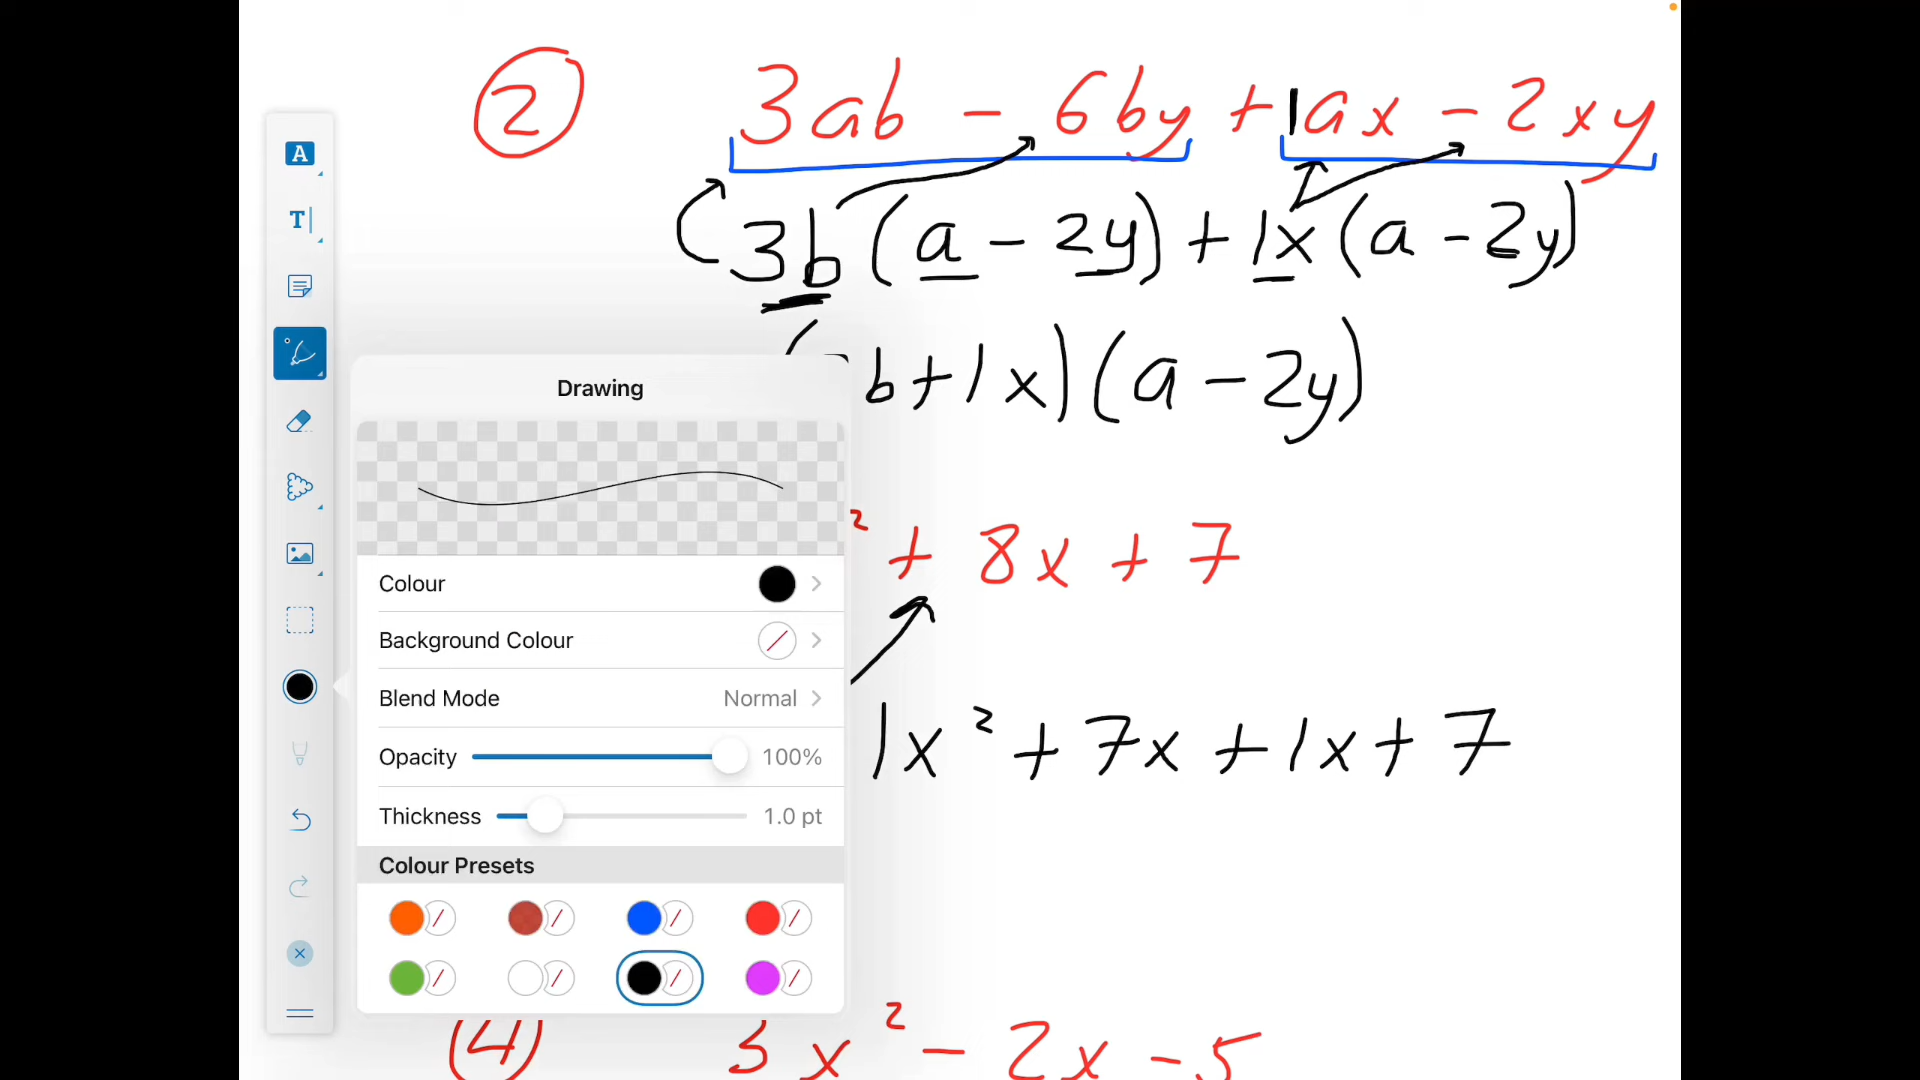 ② 3ab - 6by + 1ax - 2xy
3b (a - 2y) + 1x (a - 2y)
b + 1x) (a - 2y)
² + 8x + 7
1x² + 7x + 1x + 7
(4) 3x² - 2x - 5
A
T
Drawing
Colour
Background Colour
Blend Mode Normal
Opacity 100%
Thickness 1.0 pt
Colour Presets